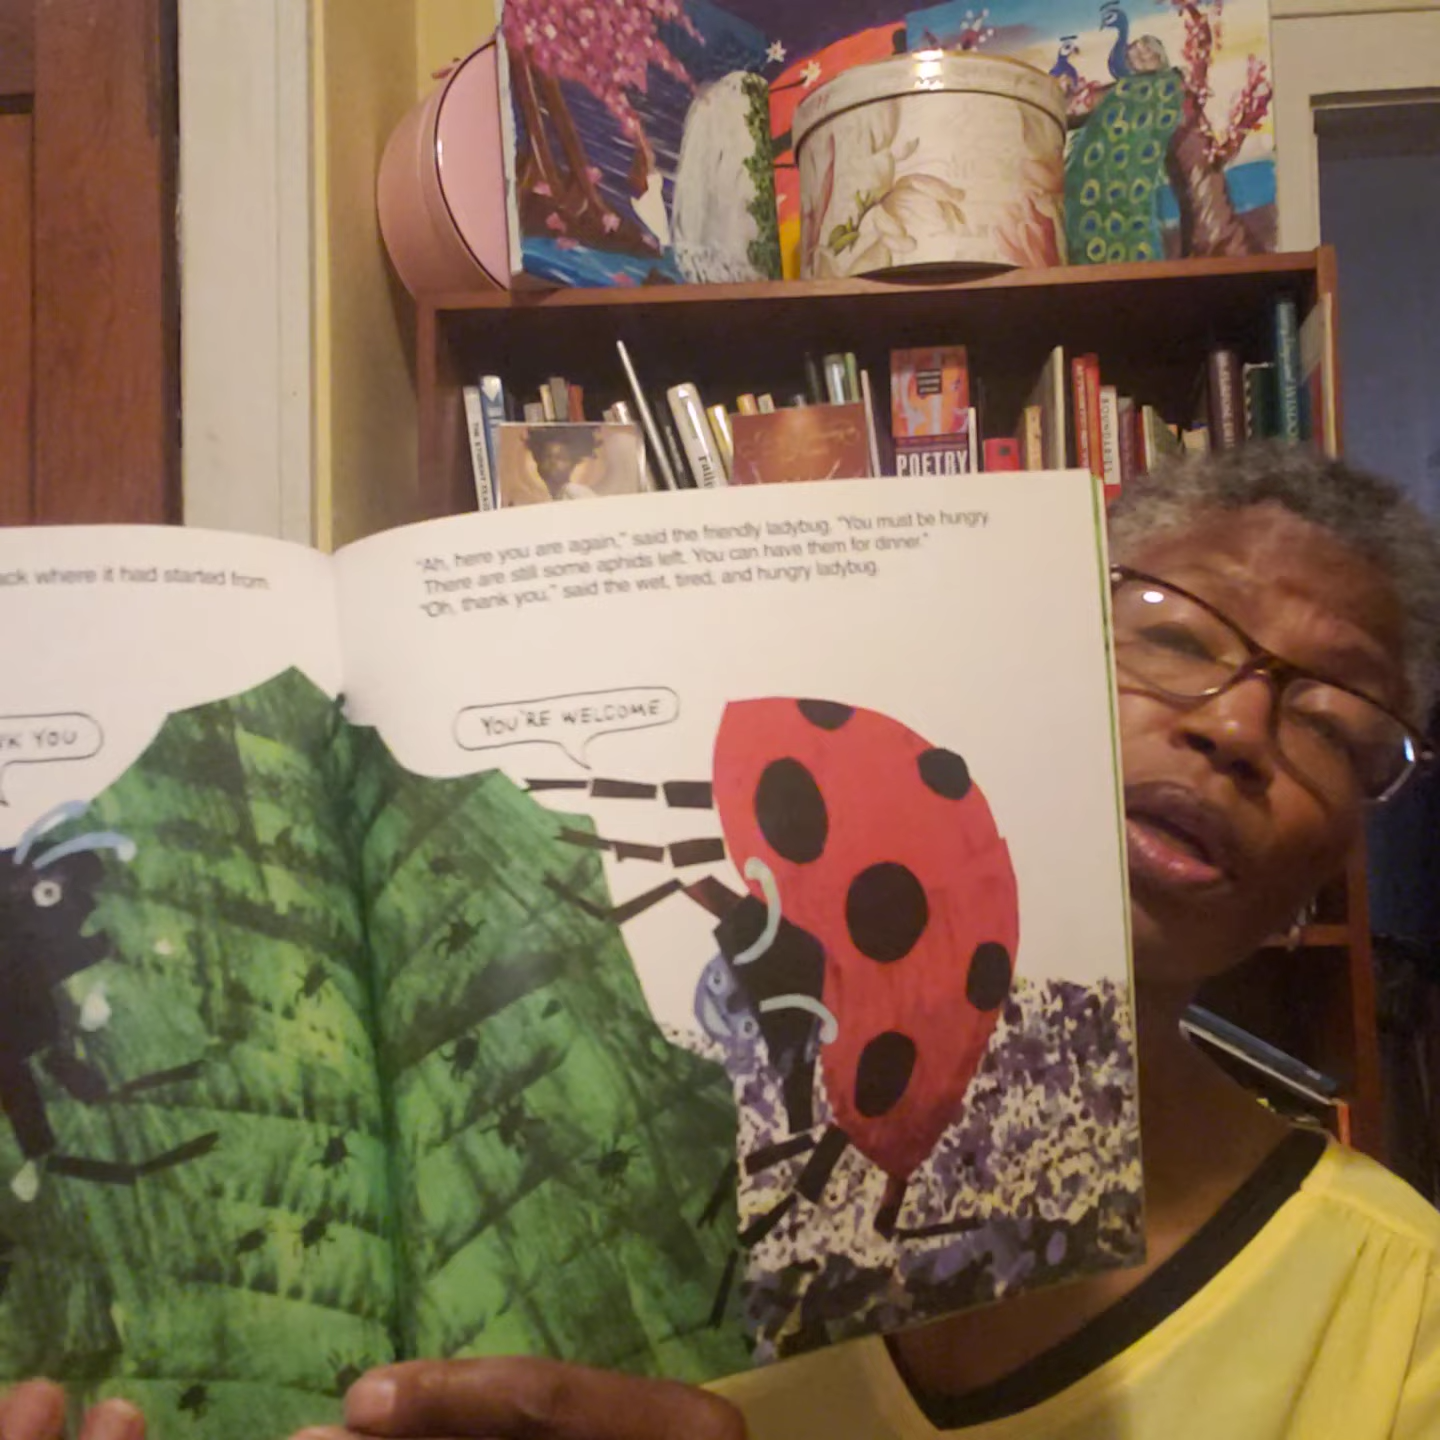 ack where it had started from.
"Ah, here you are again," said the friendly ladybug. "You must be hungry.
There are still some aphids left. You can have them for dinner."
"Oh, thank you," said the wet, tired, and hungry ladybug.
NK YOU
YOU'RE WELCOME
POETRY